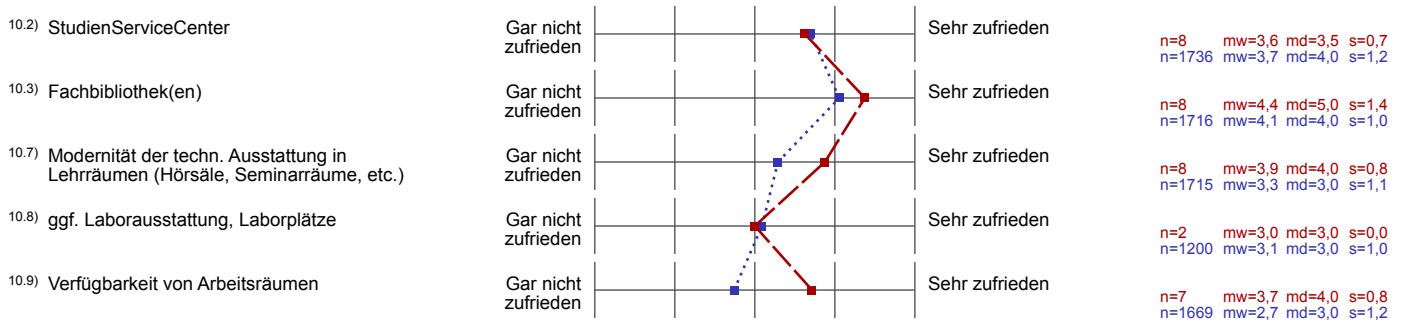 10.2) StudienServiceCenter
Gar nicht
zufrieden
Sehr zufrieden
n=8 mw=3,6 md=3,5 s=0,7
n=1736 mw=3,7 md=4,0 s=1,2
10.3) Fachbibliothek(en)
Gar nicht
zufrieden
Sehr zufrieden
n=8 mw=4,4 md=5,0 s=1,4
n=1716 mw=4,1 md=4,0 s=1,0
10.7) Modernität der techn. Ausstattung in
Lehrräumen (Hörsäle, Seminarräume, etc.)
Gar nicht
zufrieden
Sehr zufrieden
n=8 mw=3,9 md=4,0 s=0,8
n=1715 mw=3,3 md=3,0 s=1,1
10.8) ggf. Laborausstattung, Laborplätze
Gar nicht
zufrieden
Sehr zufrieden
n=2 mw=3,0 md=3,0 s=0,0
n=1200 mw=3,1 md=3,0 s=1,0
10.9) Verfügbarkeit von Arbeitsräumen
Gar nicht
zufrieden
Sehr zufrieden
n=7 mw=3,7 md=4,0 s=0,8
n=1669 mw=2,7 md=3,0 s=1,2